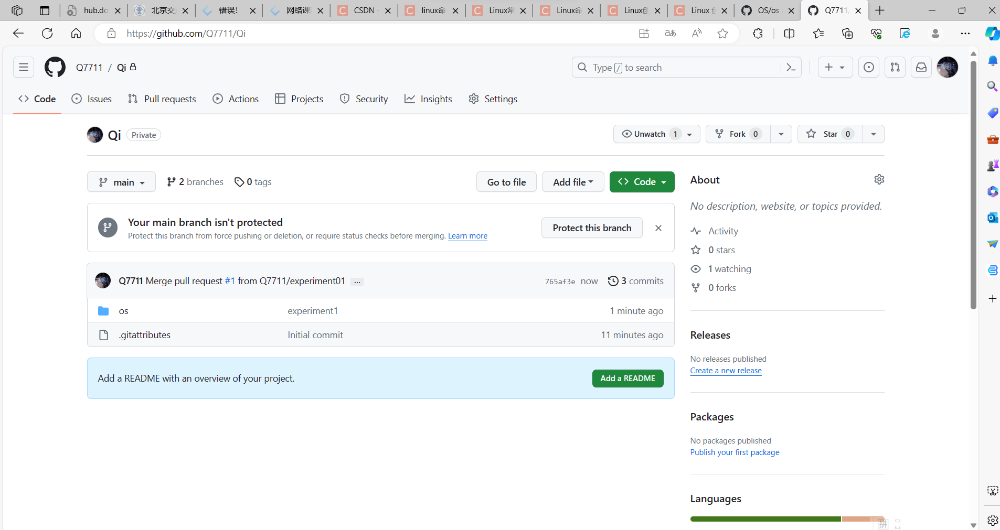 hub.do
北京交
错误!
网络课
CSDN -
linux命
Linux常
Linux命
Linux创
Linux
OS/os
Q7711/
https://github.com/Q7711/Qi
Q7711 / Qi
Type / to search
Code
Issues
Pull requests
Actions
Projects
Security
Insights
Settings
Qi Private
Unwatch 1
Fork 0
Star 0
main
2 branches
0 tags
Go to file
Add file
Code
Your main branch isn't protected
Protect this branch from force pushing or deletion, or require status checks before merging. Learn more
Protect this branch
Q7711 Merge pull request #1 from Q7711/experiment01 ...
765af3e now
3 commits
os experiment1 1 minute ago
.gitattributes Initial commit 11 minutes ago
Add a README with an overview of your project.
Add a README
About
No description, website, or topics provided.
Activity
0 stars
1 watching
0 forks
Releases
No releases published
Create a new release
Packages
No packages published
Publish your first package
Languages
拼